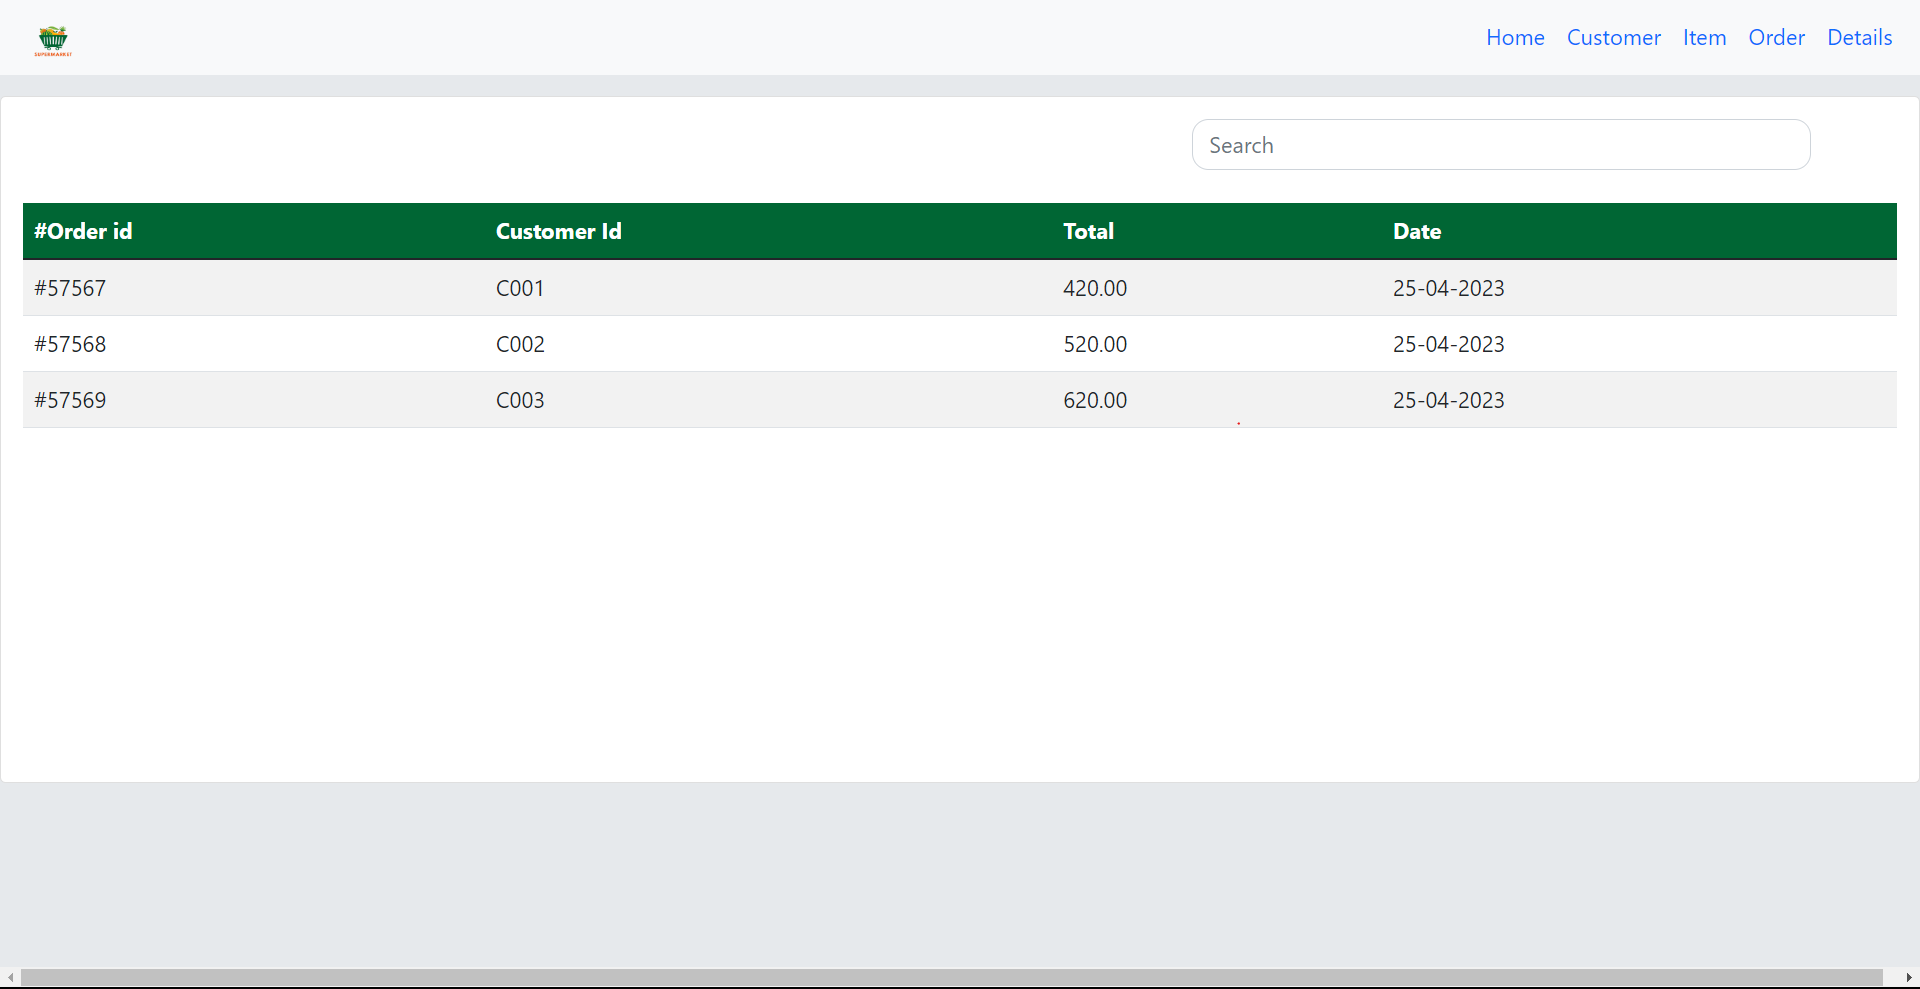 SUPERMARKET
Home Customer Item Order Details
Search
#Order id Customer Id Total Date
#57567 C001 420.00 25-04-2023
#57568 C002 520.00 25-04-2023
#57569 C003 620.00 25-04-2023